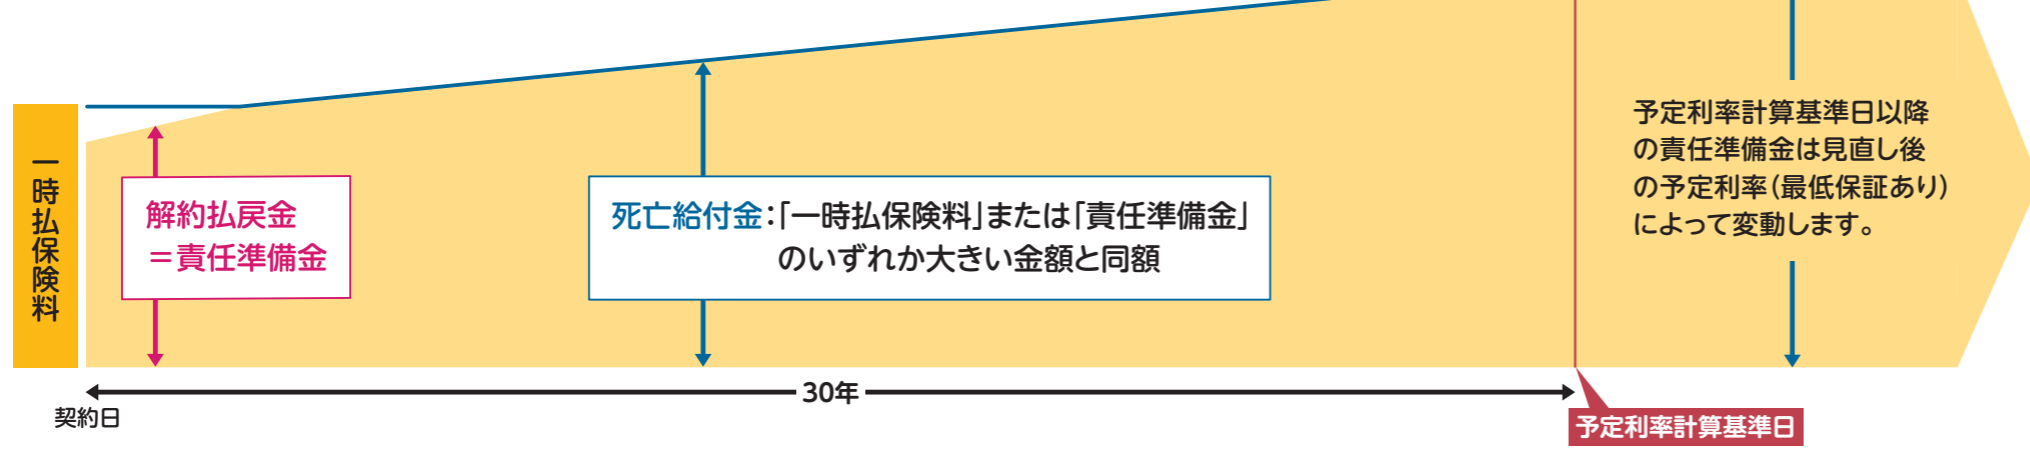 一時払保険料
解約払戻金
＝責任準備金
死亡給付金：「一時払保険料」または「責任準備金」
のいずれか大きい金額と同額
予定利率計算基準日以降
の責任準備金は見直し後
の予定利率（最低保証あり）
によって変動します。
30年
契約日
予定利率計算基準日